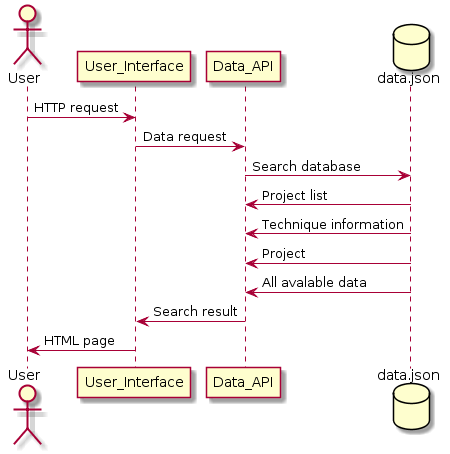 User
User_Interface
Data_API
data.json
HTTP request
Data request
Search database
Project list
Technique information
Project
All avalable data
Search result
HTML page
User
User_Interface
Data_API
data.json